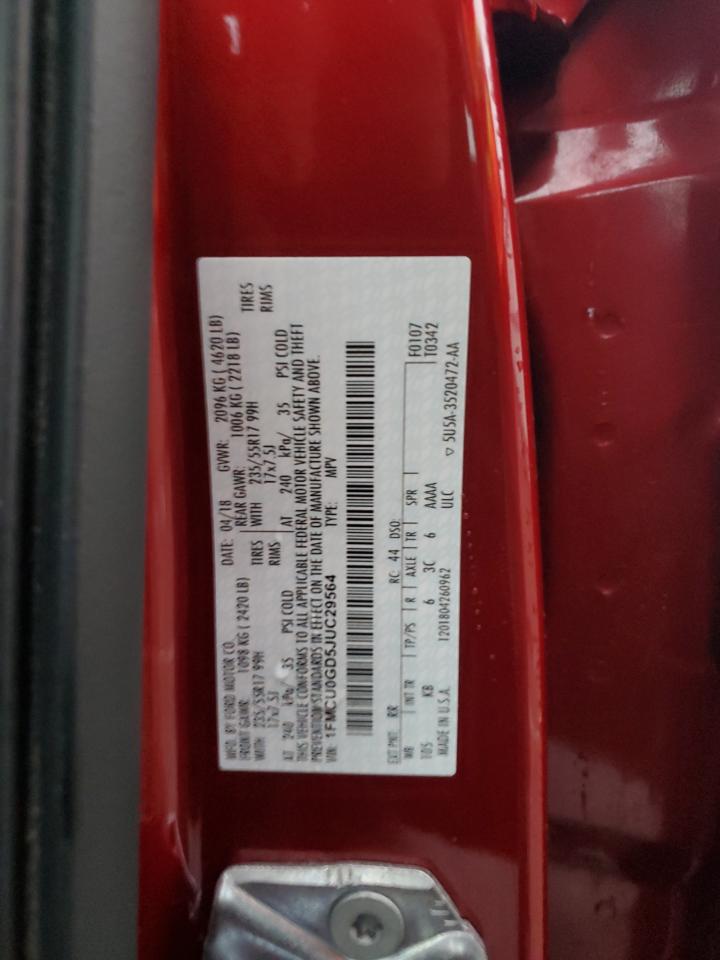 MFD. BY FORD MOTOR CO. DATE: 04/18 GVWR: 2096 KG ( 4620 LB)
FRONT GAWR: 1098 KG ( 2420 LB) REAR GAWR: 1006 KG ( 2218 LB)
WITH 235/55R17 99H TIRES WITH 235/55R17 99H TIRES
17x7.5J RIMS 17x7.5J RIMS
AT 240 kPa/ 35 PSI COLD AT 240 kPa/ 35 PSI COLD
THIS VEHICLE CONFORMS TO ALL APPLICABLE FEDERAL MOTOR VEHICLE SAFETY AND THEFT
PREVENTION STANDARDS IN EFFECT ON THE DATE OF MANUFACTURE SHOWN ABOVE.
VIN: 1FMCU0GD5JUC29564 TYPE: MPV
EXT PNT: RR RC: 44 DSO: F0107
WB INT TR TP/PS R AXLE TR SPR T0342
105 KB 6 3C 6 AAAA
MADE IN U.S.A. 1201804260962 ULC ▽ 5U5A-3520472-AA